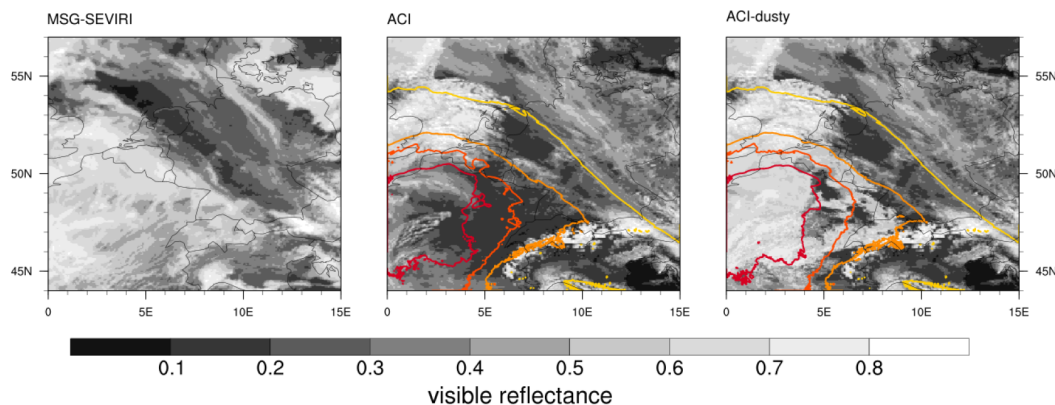 MSG-SEVIRI
ACI
ACI-dusty
55N
50N
45N
0
5E
10E
15E
0
5E
10E
15E
0
5E
10E
15E
55N
50N
45N
0.1
0.2
0.3
0.4
0.5
0.6
0.7
0.8
visible reflectance